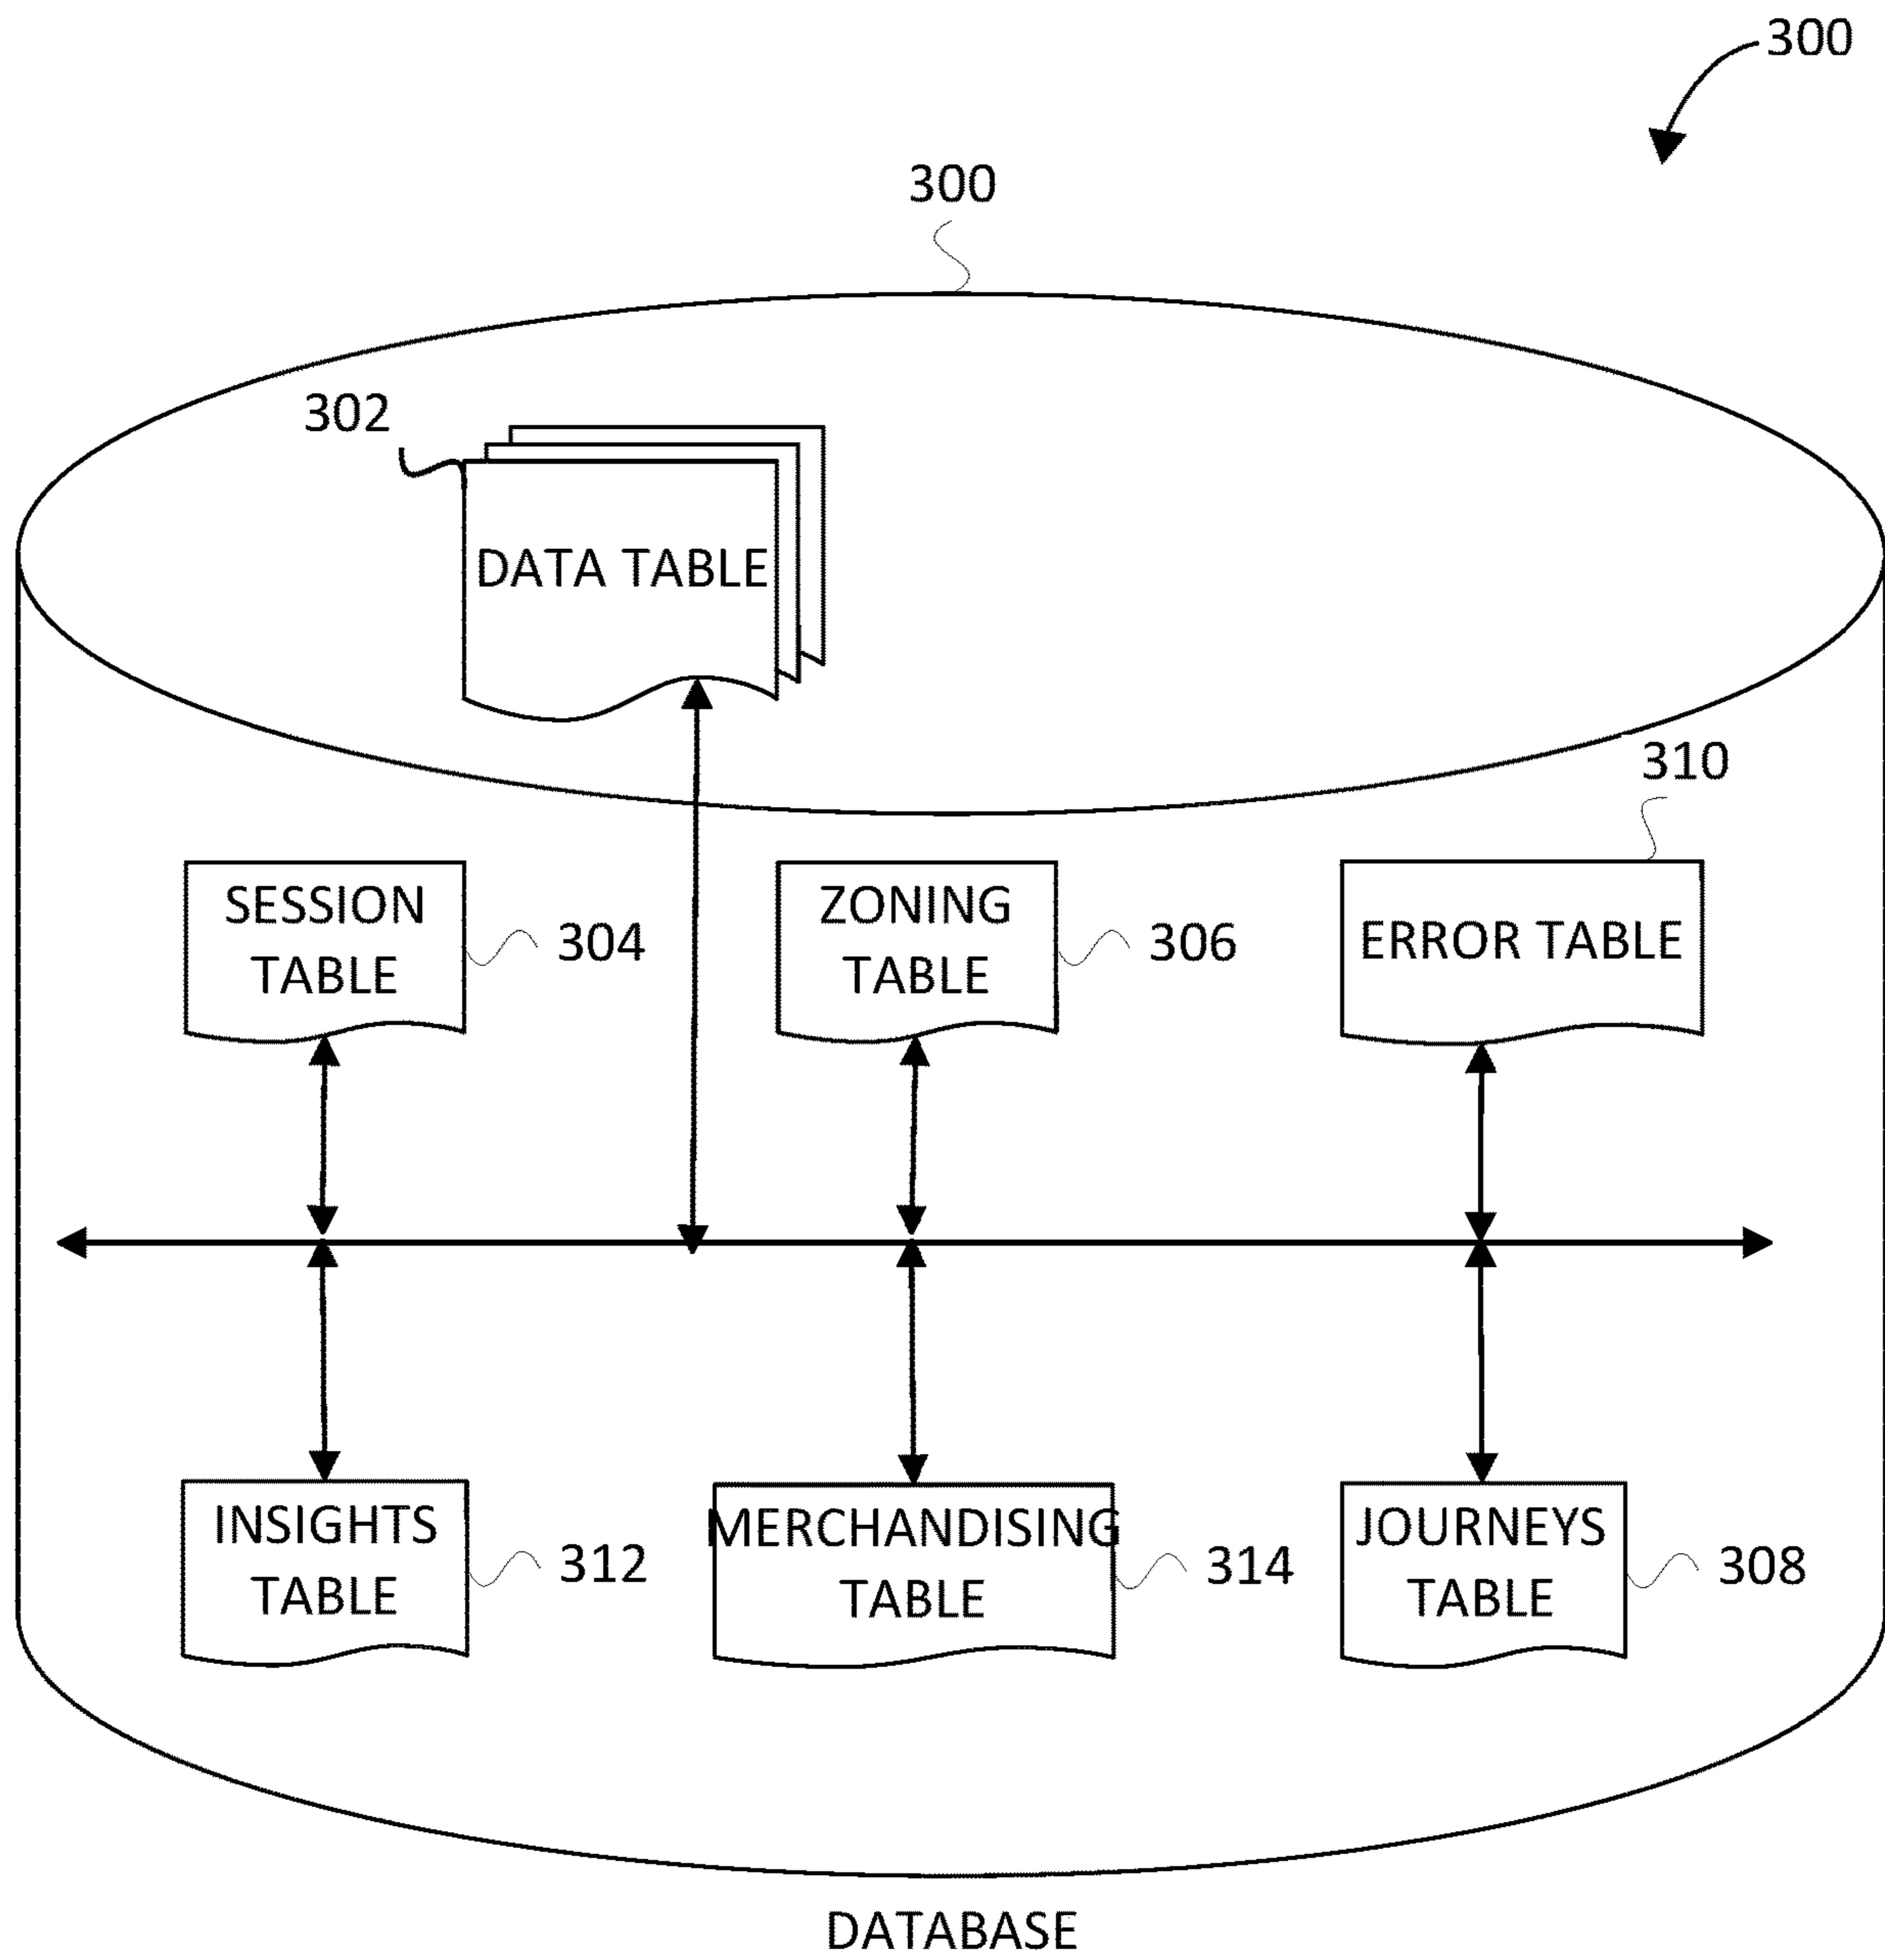 300
300
302
DATA TABLE
310
SESSION
TABLE
304
ZONING
TABLE
306
ERROR TABLE
INSIGHTS
TABLE
312
MERCHANDISING
TABLE
314
JOURNEYS
TABLE
308
DATABASE